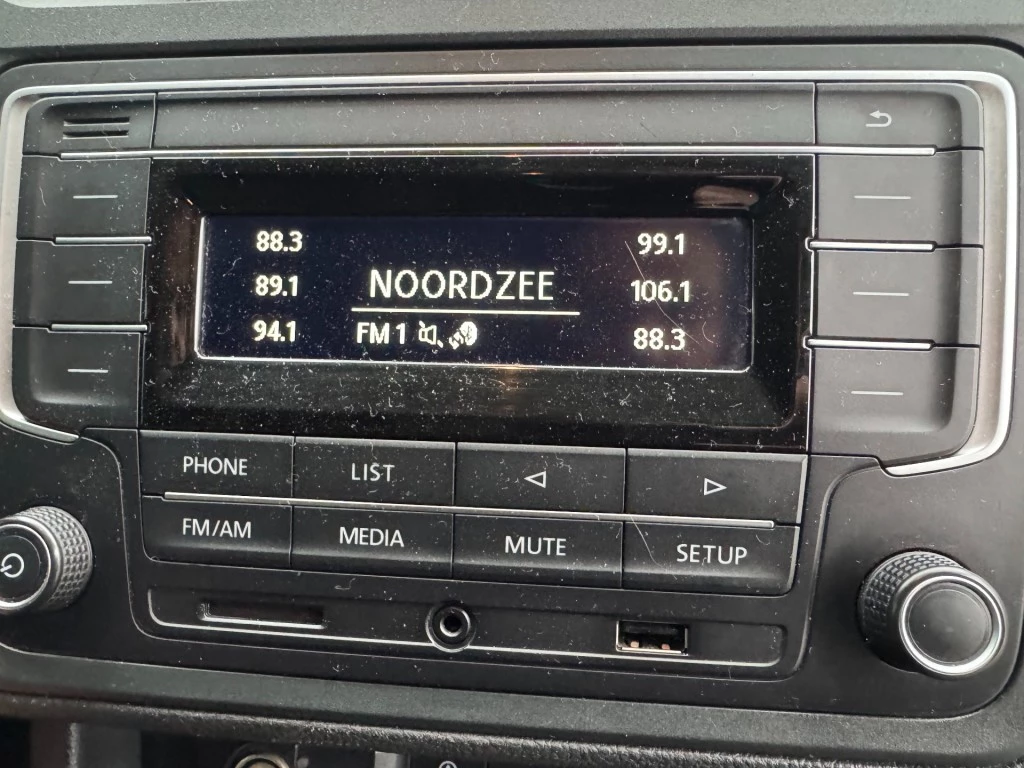 88.3 99.1
89.1 NOORDZEE 106.1
94.1 FM 1 88.3
PHONE LIST
FM/AM MEDIA MUTE SETUP